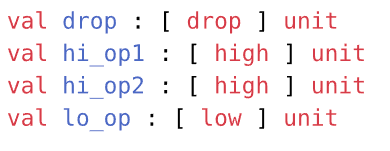 val drop : [ drop ] unit
val hi_op1 : [ high ] unit
val hi_op2 : [ high ] unit
val lo_op : [ low ] unit